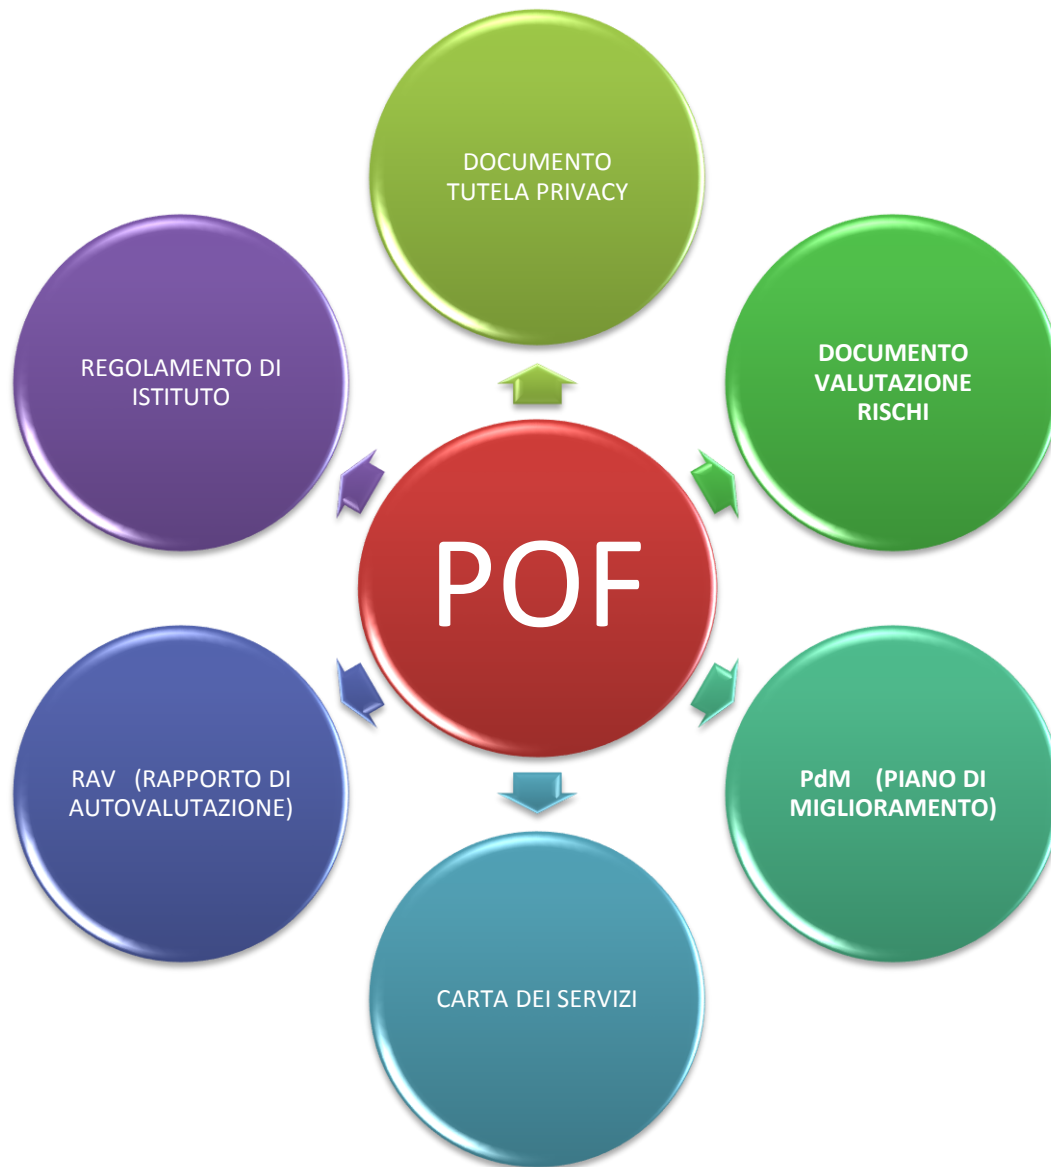 DOCUMENTO
TUTELA PRIVACY
REGOLAMENTO DI
ISTITUTO
DOCUMENTO
VALUTAZIONE
RISCHI
POF
RAV (RAPPORTO DI
AUTOVALUTAZIONE)
PdM (PIANO DI
MIGLIORAMENTO)
CARTA DEI SERVIZI